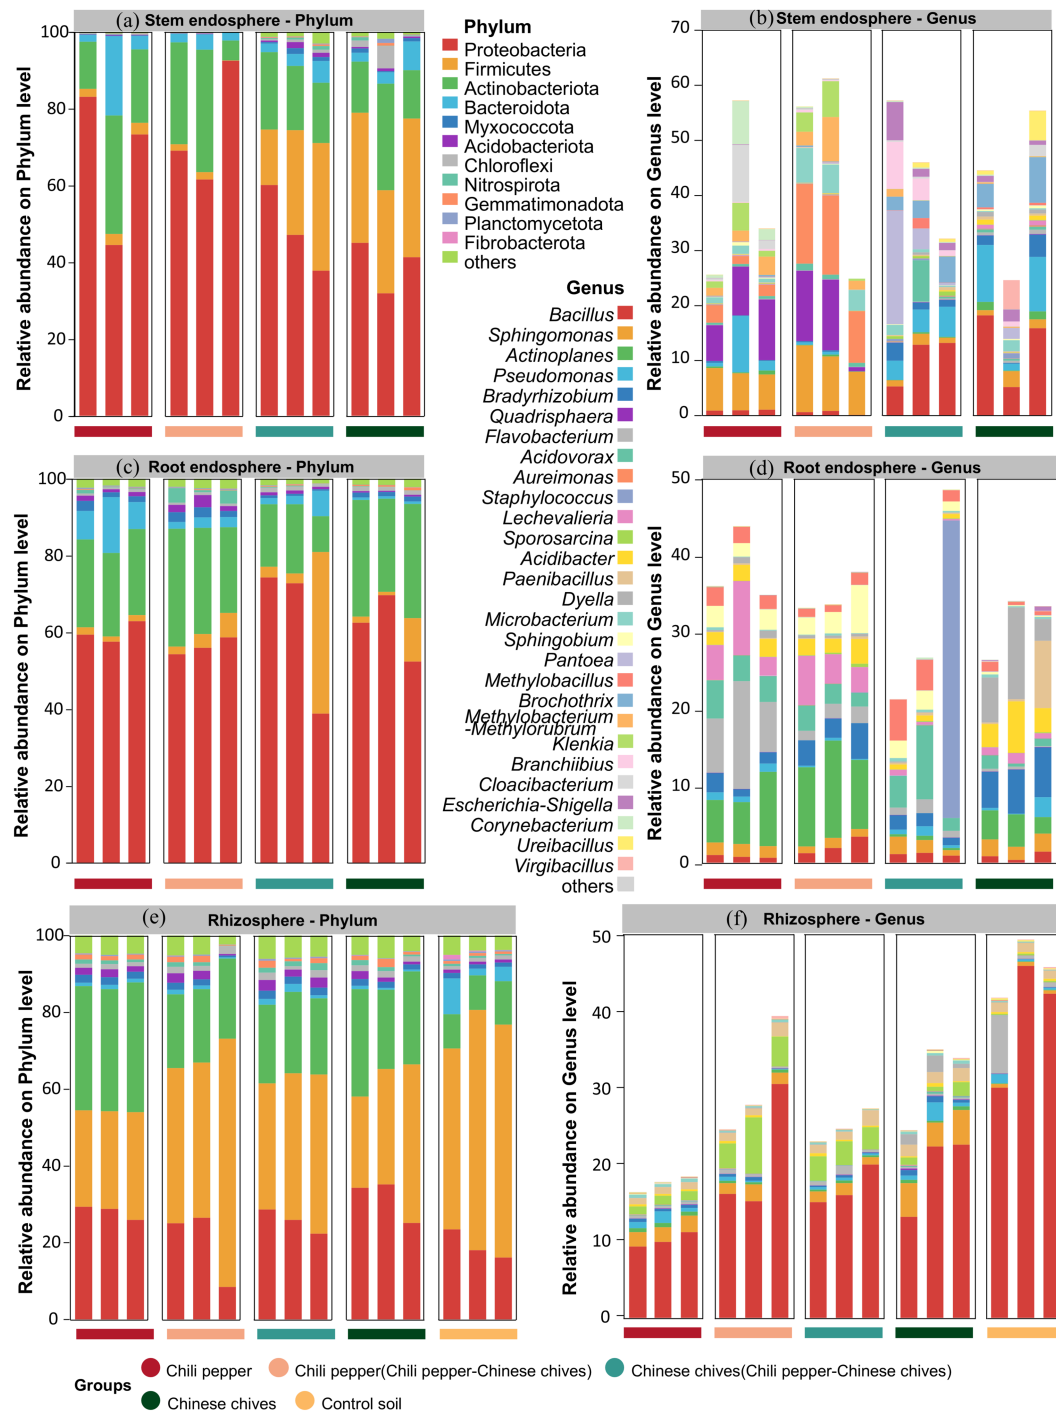 (a) Stem endosphere - Phylum
Relative abundance on Phylum level
100
80
60
40
20
0
Phylum
Proteobacteria
Firmicutes
Actinobacteriota
Bacteroidota
Myxococcota
Acidobacteriota
Chloroflexi
Nitrospirota
Gemmatimonadota
Planctomycetota
Fibrobacterota
others
(b) Stem endosphere - Genus
Relative abundance on Genus level
70
60
50
40
30
20
10
0
Genus
Bacillus
Sphingomonas
Actinoplanes
Pseudomonas
Bradyrhizobium
Quadrisphaera
Flavobacterium
Acidovorax
Aureimonas
Staphylococcus
Lechevalieria
Sporosarcina
Acidibacter
Paenibacillus
Dyella
Microbacterium
Sphingobium
Pantoea
Methylobacillus
Brochothrix
Methylobacterium
-Methylorubrum
Klenkia
Branchiibius
Cloacibacterium
Escherichia-Shigella
Corynebacterium
Ureibacillus
Virgibacillus
others
(c) Root endosphere - Phylum
Relative abundance on Phylum level
100
80
60
40
20
0
(d) Root endosphere - Genus
Relative abundance on Genus level
50
40
30
20
10
0
(e) Rhizosphere - Phylum
Relative abundance on Phylum level
100
80
60
40
20
0
(f) Rhizosphere - Genus
Relative abundance on Genus level
50
40
30
20
10
0
Groups
Chili pepper
Chili pepper(Chili pepper-Chinese chives)
Chinese chives(Chili pepper-Chinese chives)
Chinese chives
Control soil